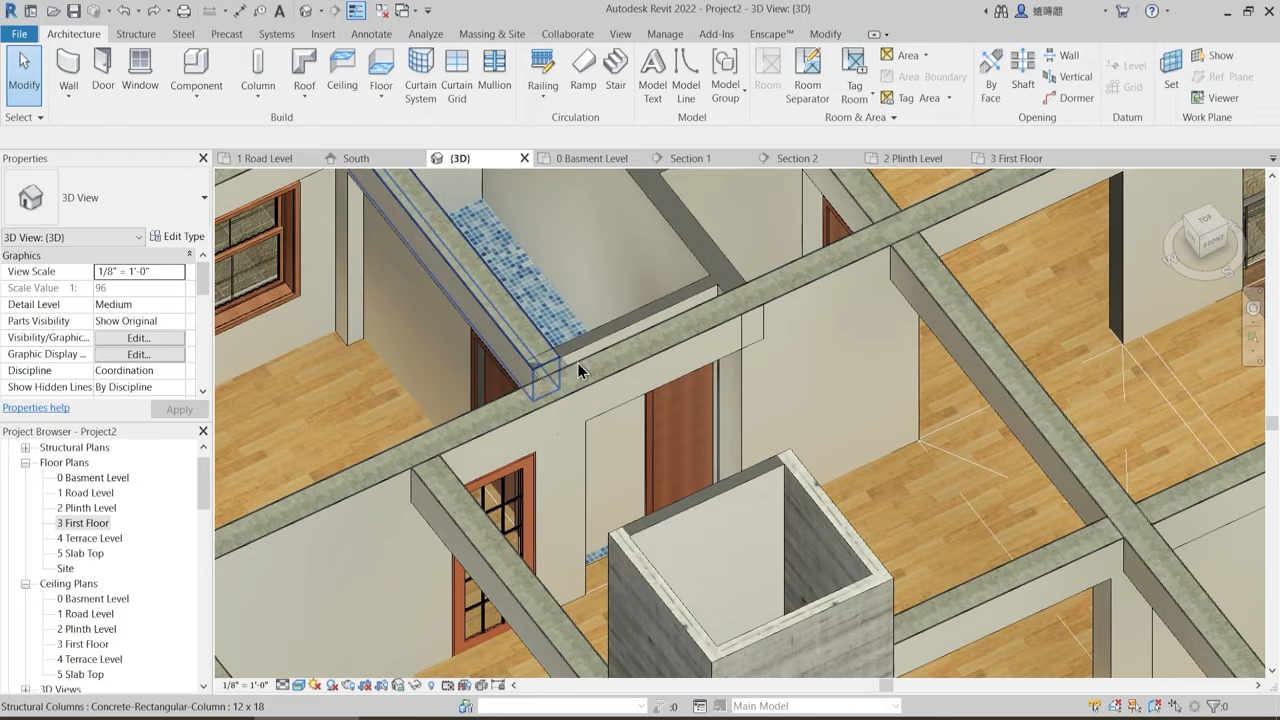 Autodesk Revit 2022 - Project2 - 3D View: {3D}
File Architecture Structure Steel Precast Systems Insert Annotate Analyze Massing & Site Collaborate View Manage Add-Ins Enscape™ Modify
Modify Wall Door Window Component Column Roof Ceiling Floor Curtain System Curtain Grid Mullion Railing Ramp Stair Model Text Model Line Model Group Room Room Separator Tag Room Area Area Boundary Tag Area By Face Shaft Wall Vertical Dormer Level Grid Set Show Ref Plane Viewer
Select Build Circulation Model Room & Area Opening Datum Work Plane
Properties
1 Road Level South {3D} 0 Basment Level Section 1 Section 2 2 Plinth Level 3 First Floor
3D View
3D View: {3D} Edit Type
Graphics
View Scale 1/8" = 1'-0"
Scale Value 1: 96
Detail Level Medium
Parts Visibility Show Original
Visibility/Graphic... Edit...
Graphic Display ... Edit...
Discipline Coordination
Show Hidden Lines By Discipline
Properties help Apply
Project Browser - Project2
Structural Plans
Floor Plans
0 Basment Level
1 Road Level
2 Plinth Level
3 First Floor
4 Terrace Level
5 Slab Top
Site
Ceiling Plans
0 Basment Level
1 Road Level
2 Plinth Level
3 First Floor
4 Terrace Level
5 Slab Top
3D Views
TOP
FRONT
W
S
1/8" = 1'-0"
Structural Columns : Concrete-Rectangular-Column : 12 x 18
:0
Main Model
:0